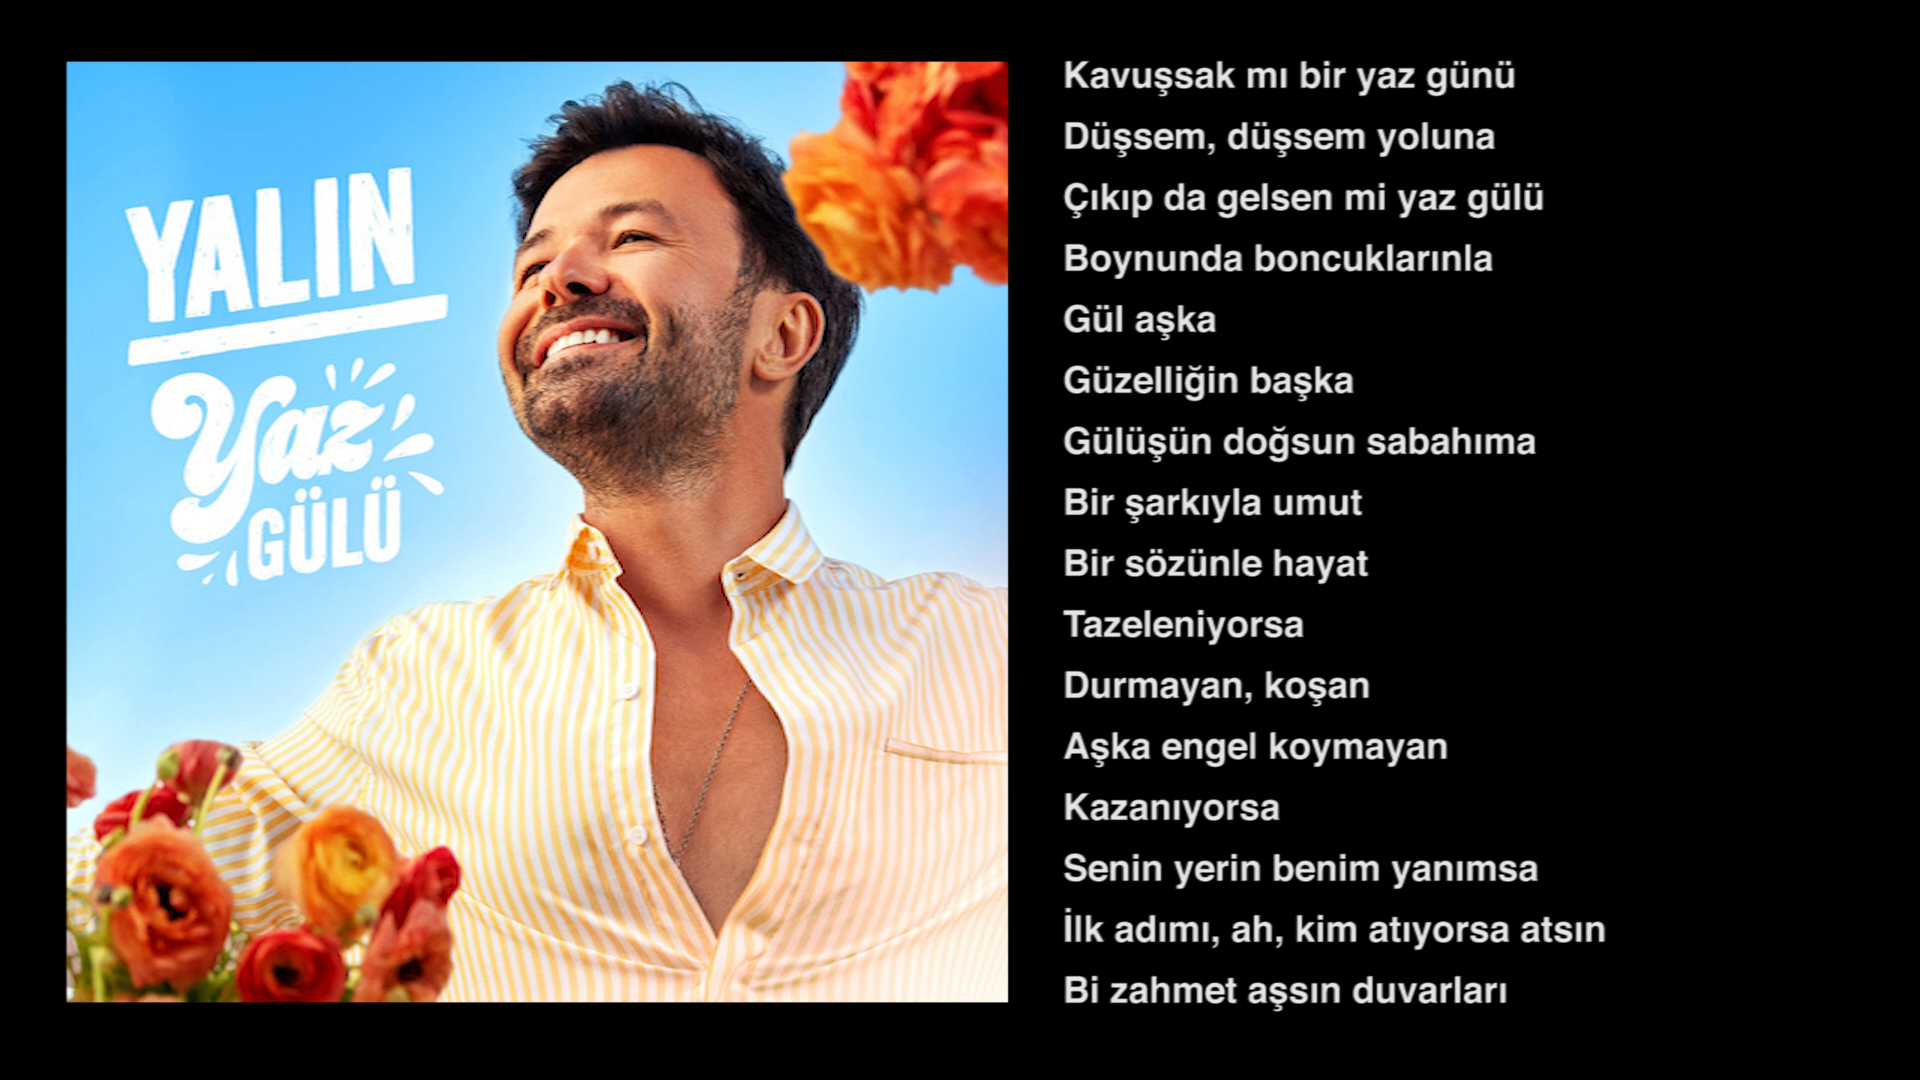 YALIN
Yaz
GÜLÜ
Kavuşsak mı bir yaz günü
Düşsem, düşsem yoluna
Çıkıp da gelsen mi yaz gülü
Boynunda boncuklarınla
Gül aşka
Güzelliğin başka
Gülüşün doğsun sabahıma
Bir şarkıyla umut
Bir sözünle hayat
Tazeleniyorsa
Durmayan, koşan
Aşka engel koymayan
Kazanıyorsa
Senin yerin benim yanımsa
İlk adımı, ah, kim atıyorsa atsın
Bi zahmet aşsın duvarları